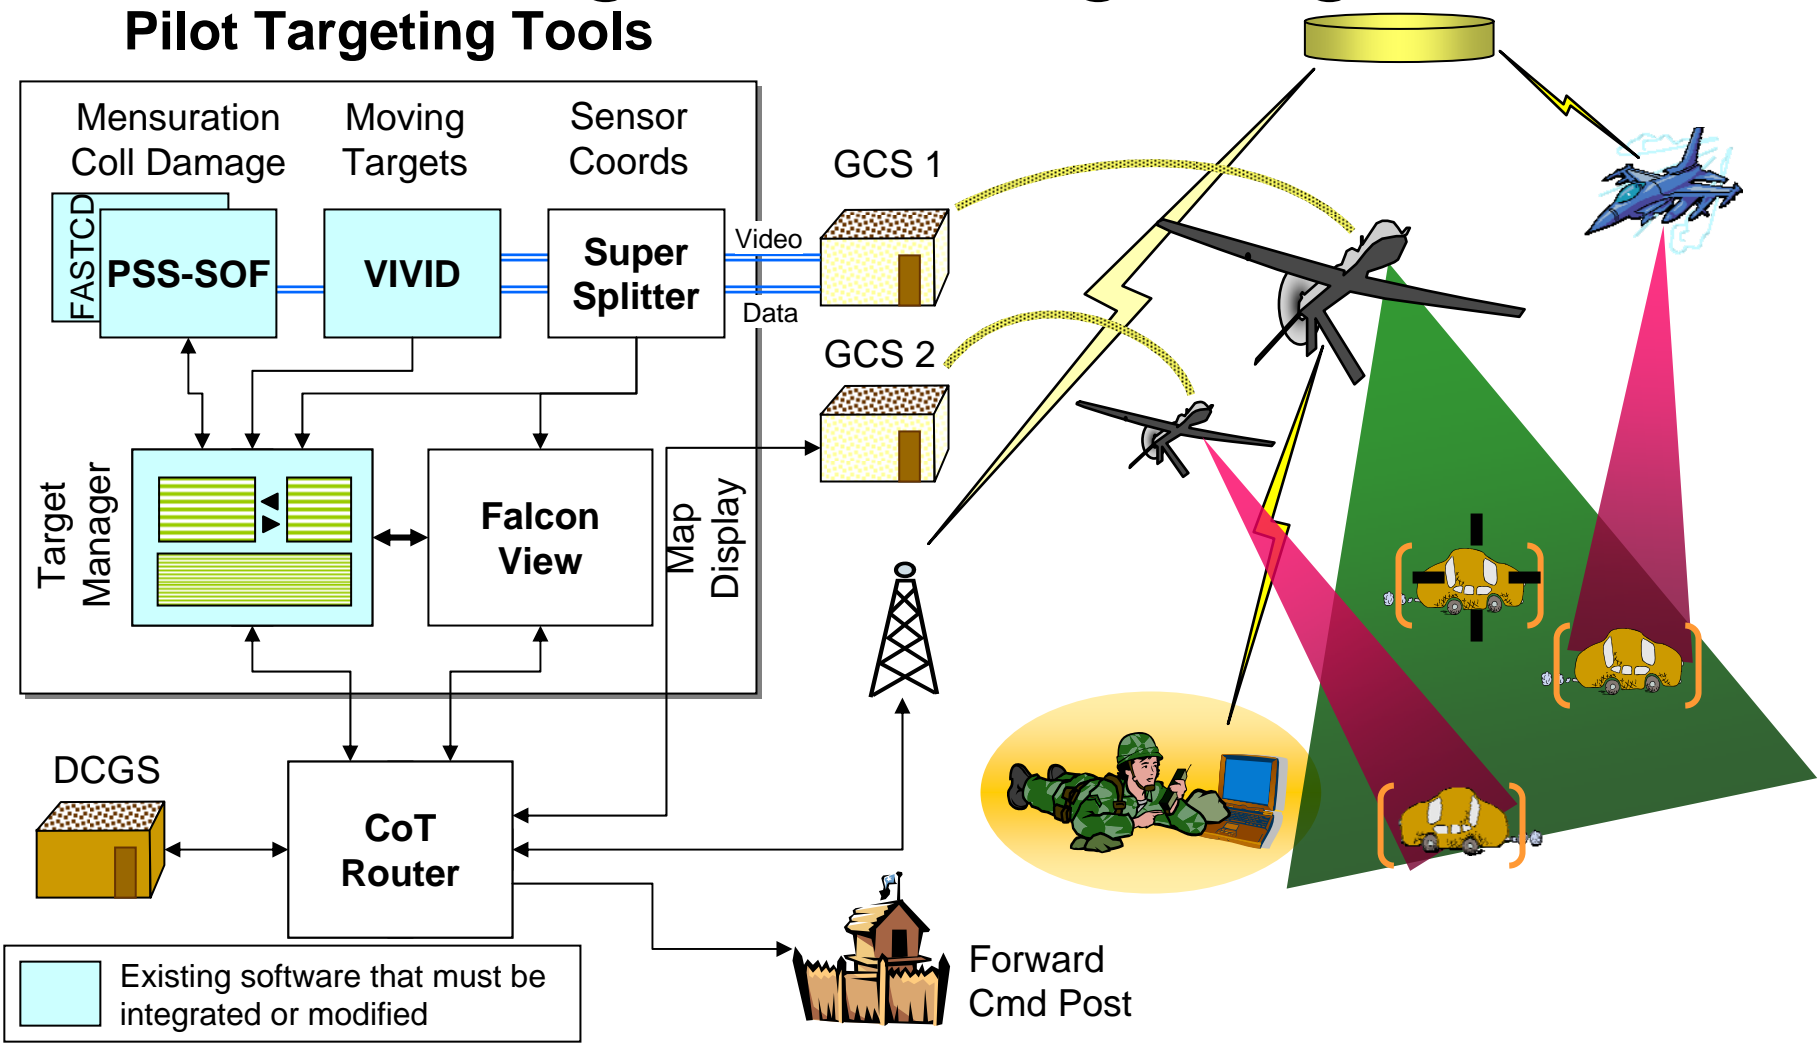 Pilot Targeting Tools
Mensuration
Coll Damage
Moving
Targets
Sensor
Coords
FASTCD
PSS-SOF
VIVID
Super
Splitter
Video
Data
GCS 1
GCS 2
Target
Manager
Falcon
View
Map
Display
DCGS
CoT
Router
Forward
Cmd Post
Existing software that must be
integrated or modified